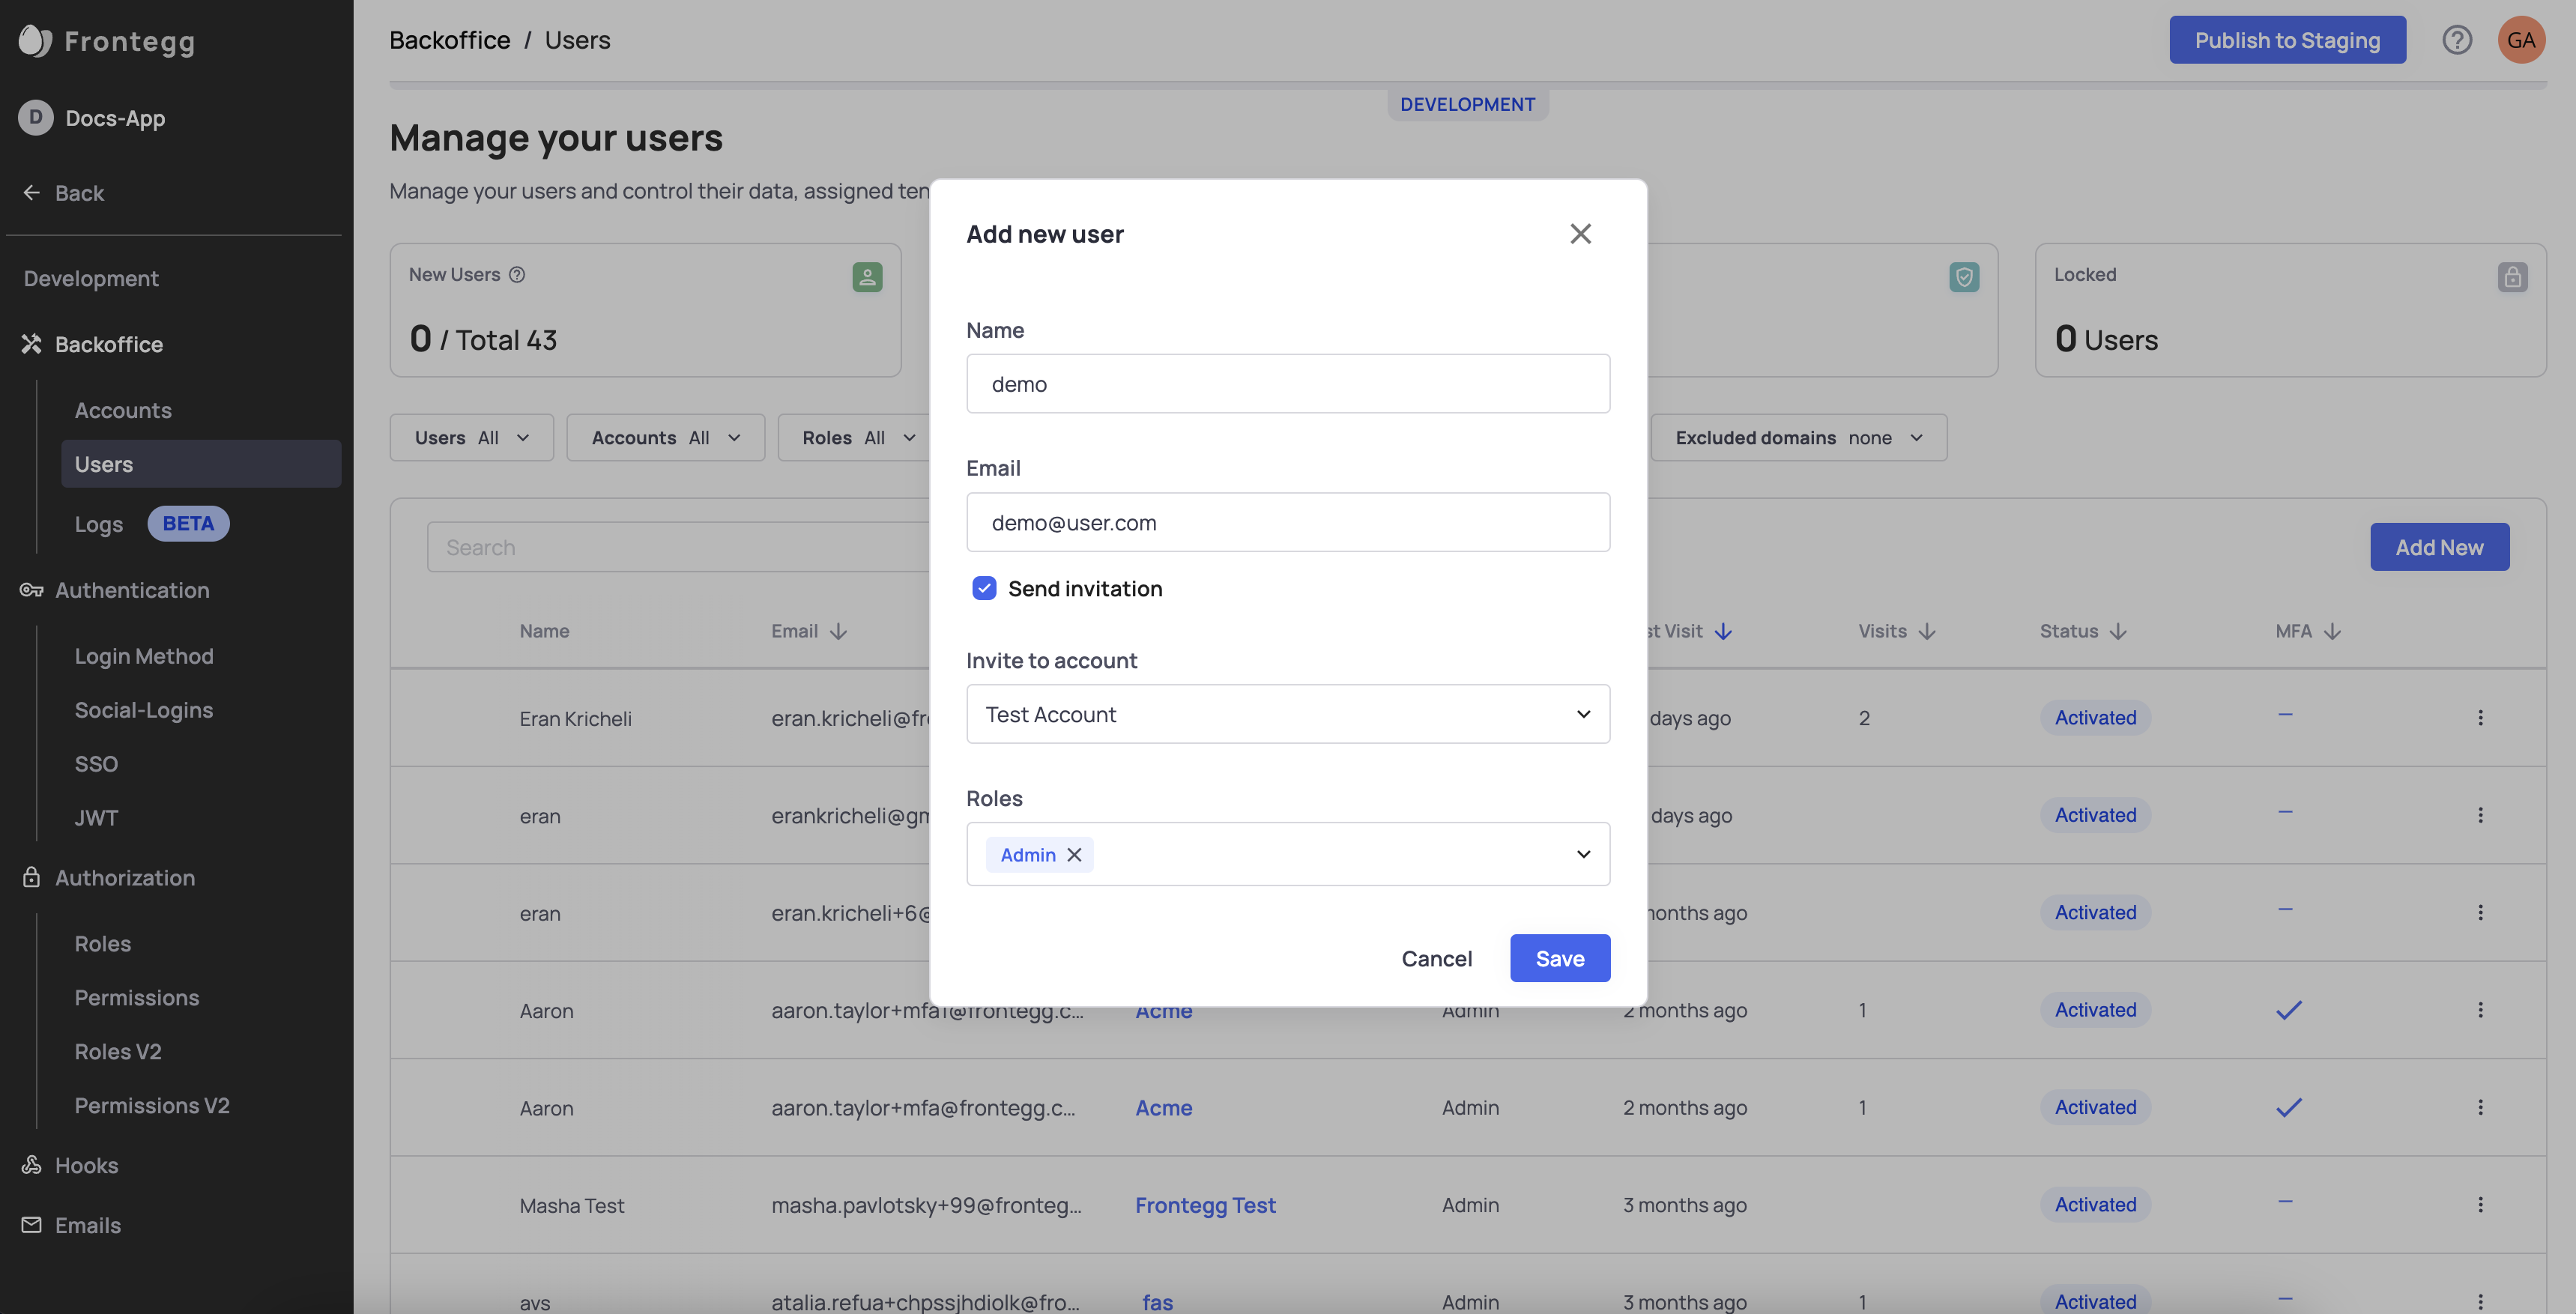 Frontegg
D Docs-App
Back
Development
Backoffice
Accounts
Users
Logs BETA
Authentication
Login Method
Social-Logins
SSO
JWT
Authorization
Roles
Permissions
Roles V2
Permissions V2
Hooks
Emails
Backoffice / Users
Publish to Staging
GA
DEVELOPMENT
Manage your users
Manage your users and control their data, assigned ten
New Users
0 / Total 43
Locked
0 Users
Users All
Accounts All
Roles All
Excluded domains none
Search
Add New
Name Email st Visit Visits Status MFA
Eran Kricheli eran.kricheli@fr days ago 2 Activated –
eran erankricheli@gm days ago Activated –
eran eran.kricheli+6@ months ago Activated –
Aaron aaron.taylor+mfa1@frontegg.c... Acme Admin 2 months ago 1 Activated
Aaron aaron.taylor+mfa@frontegg.c... Acme Admin 2 months ago 1 Activated
Masha Test masha.pavlotsky+99@fronteg... Frontegg Test Admin 3 months ago Activated –
avs atalia.refua+chpssjhdiolk@fro... fas Admin 3 months ago 1 Activated –
Add new user
Name
demo
Email
demo@user.com
Send invitation
Invite to account
Test Account
Roles
Admin
Cancel
Save